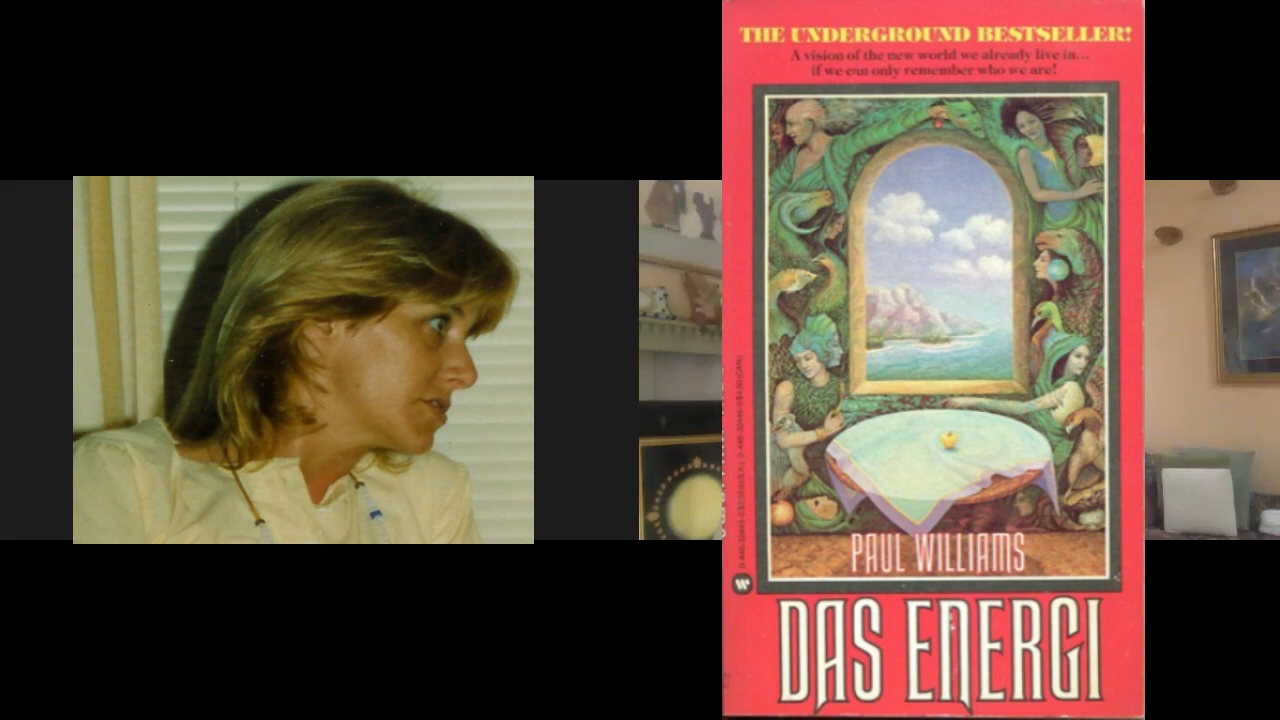 THE UNDERGROUND BESTSELLER!
A vision of the new world we already live in...
if we can only remember who we are!
PAUL WILLIAMS
DAS ENERGI
W